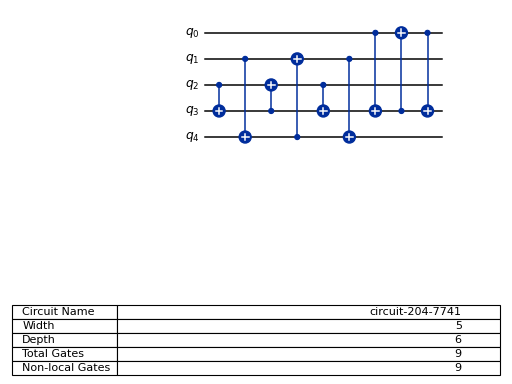 q0
q1
q2
q3
q4
Circuit Name circuit-204-7741
Width 5
Depth 6
Total Gates 9
Non-local Gates 9